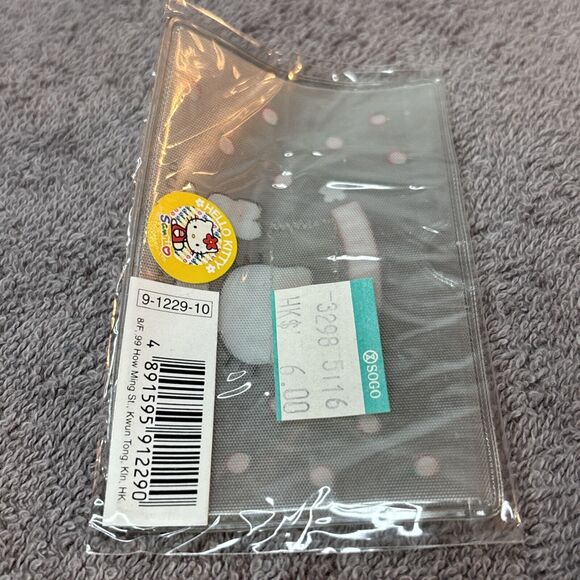 HELLO KITTY
Sanrio
9-1229-10
8/F, 99 How Ming St., Kwun Tong, Kln, HK
4 891595 912290
SOGO
3298 5116
HK$ 6.00